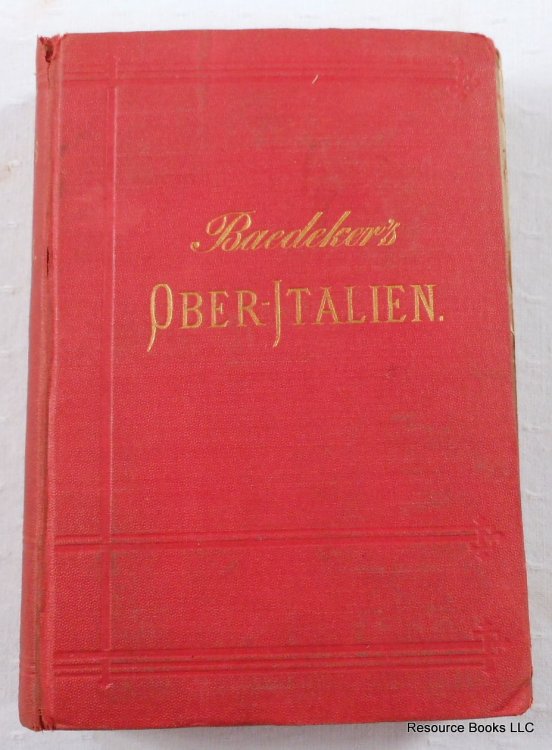 Baedeker's
OBER-ITALIEN.
Resource Books LLC